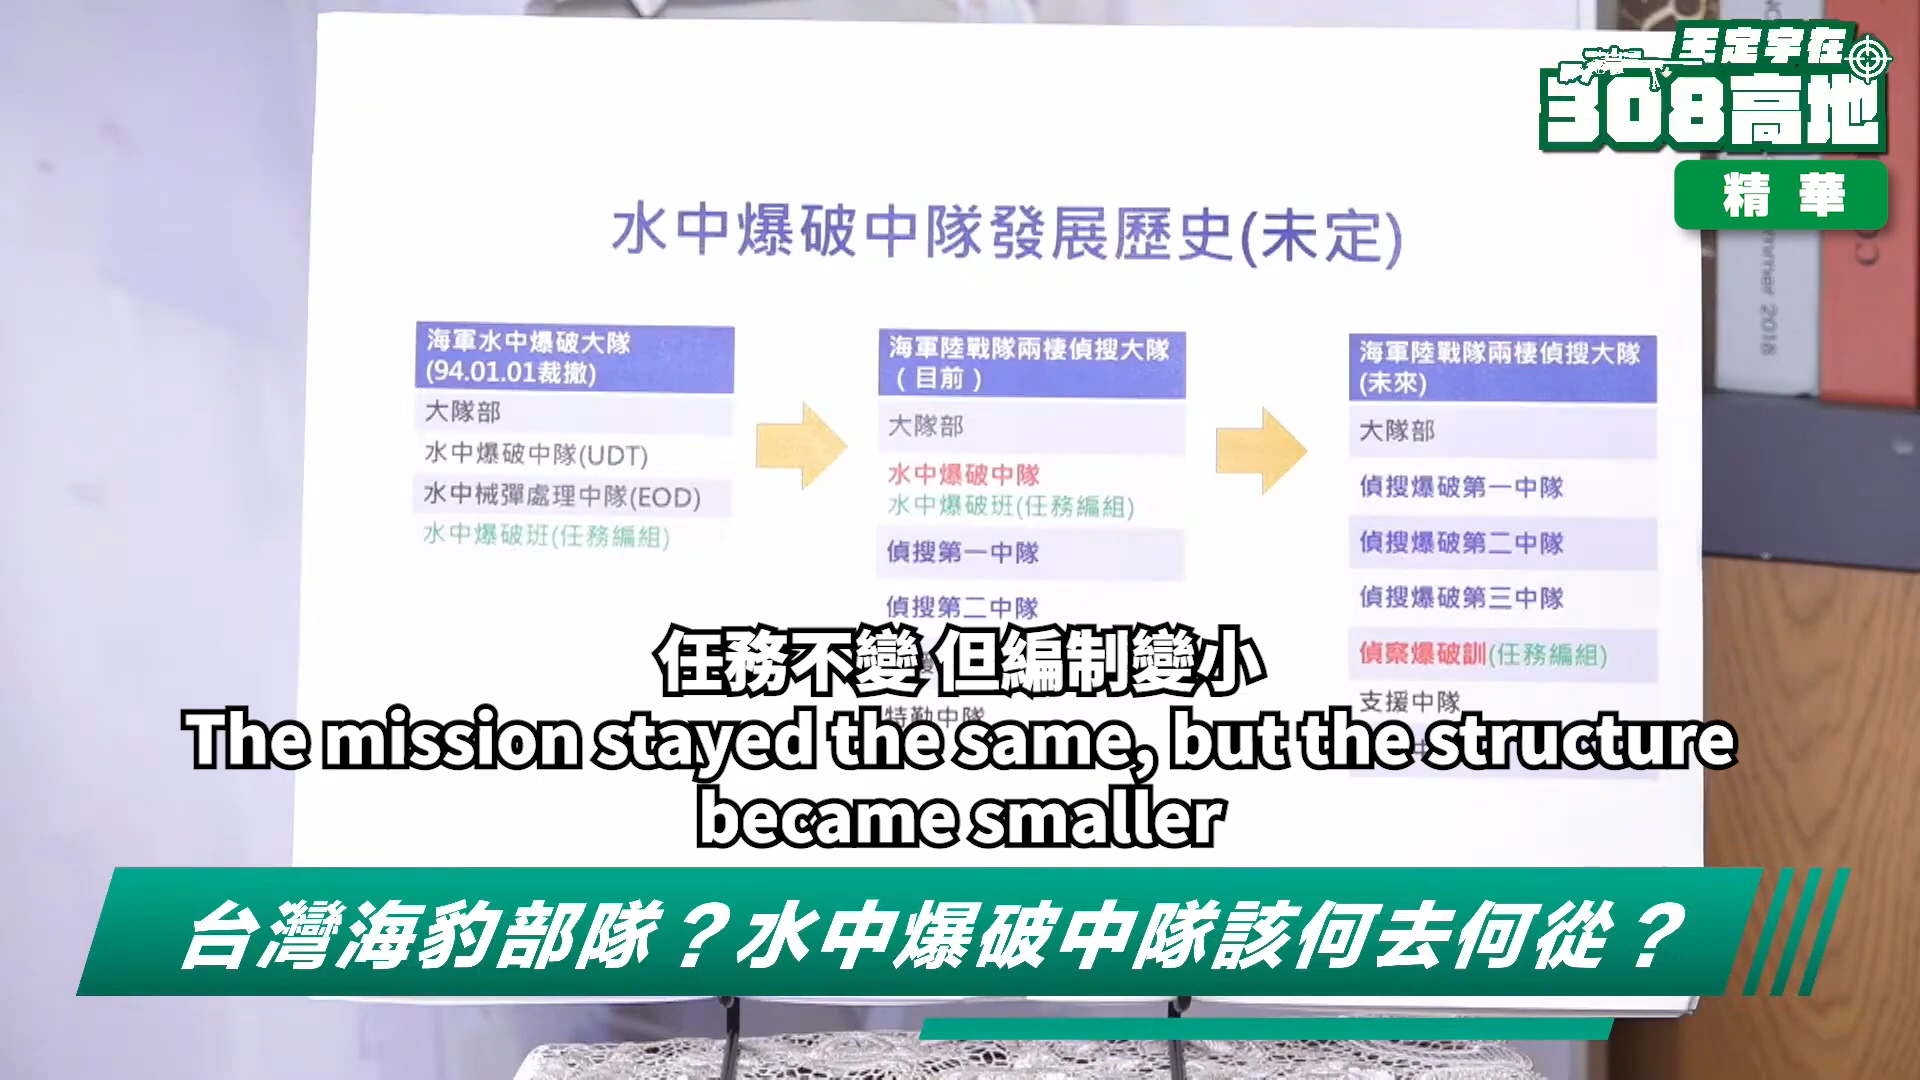 王定宇在
308高地
精華
水中爆破中隊發展歷史(未定)
海軍水中爆破大隊
(94.01.01裁撤)
大隊部
水中爆破中隊(UDT)
水中械彈處理中隊(EOD)
水中爆破班(任務編組)
海軍陸戰隊兩棲偵搜大隊
(目前)
大隊部
水中爆破中隊
水中爆破班(任務編組)
偵搜第一中隊
偵搜第二中隊
特勤中隊
海軍陸戰隊兩棲偵搜大隊
(未來)
大隊部
偵搜爆破第一中隊
偵搜爆破第二中隊
偵搜爆破第三中隊
偵察爆破訓(任務編組)
支援中隊
任務不變 但編制變小
The mission stayed the same, but the structure
became smaller
台灣海豹部隊？水中爆破中隊該何去何從？